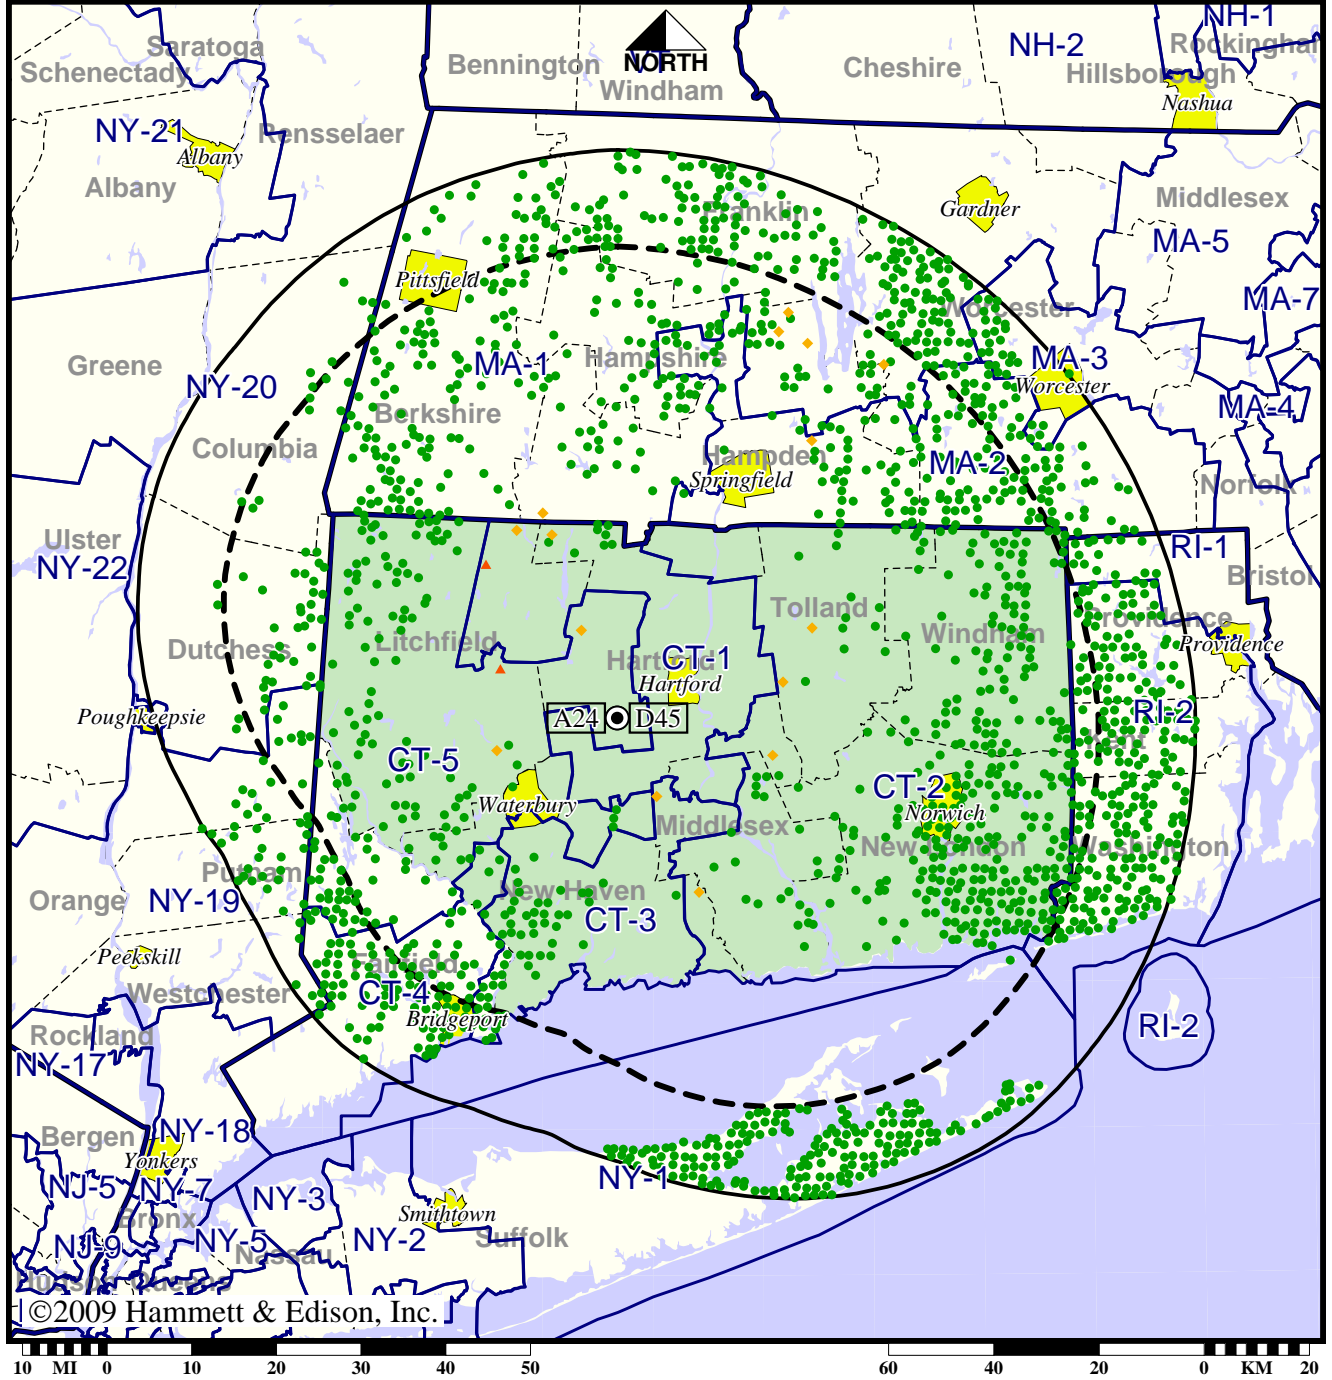 NH-1
Saratoga
Rockingham
NH-2
Schenectady
Bennington
VT
NORTH
Cheshire
Hillsborough
Windham
Nashua
NY-21
Rensselaer
Albany
Albany
Gardner
Middlesex
Franklin
MA-5
Pittsfield
MA-7
Worcester
Greene
MA-1
Hampshire
MA-3
NY-20
Worcester
Berkshire
MA-4
Columbia
Hampden
MA-2
Springfield
Norfolk
Ulster
RI-1
NY-22
Bristol
Tolland
Providence
Windham
Litchfield
Providence
Dutchess
Hartford
CT-1
Hartford
Poughkeepsie
A24
D45
RI-2
Kent
CT-5
CT-2
Waterbury
Norwich
Middlesex
New London
Washington
Putnam
Orange
NY-19
New Haven
CT-3
Peekskill
Fairfield
Westchester
CT-4
Bridgeport
RI-2
Rockland
NY-17
NY-18
Bergen
Yonkers
NY-1
NJ-5
NY-7
NY-3
Bronx
Smithtown
NJ-9
NY-5
NY-2
Suffolk
Nassau
Hudson
Queens
©2009 Hammett & Edison, Inc.
10 MI 0 10 20 30 40 50 60 40 20 0 KM 20